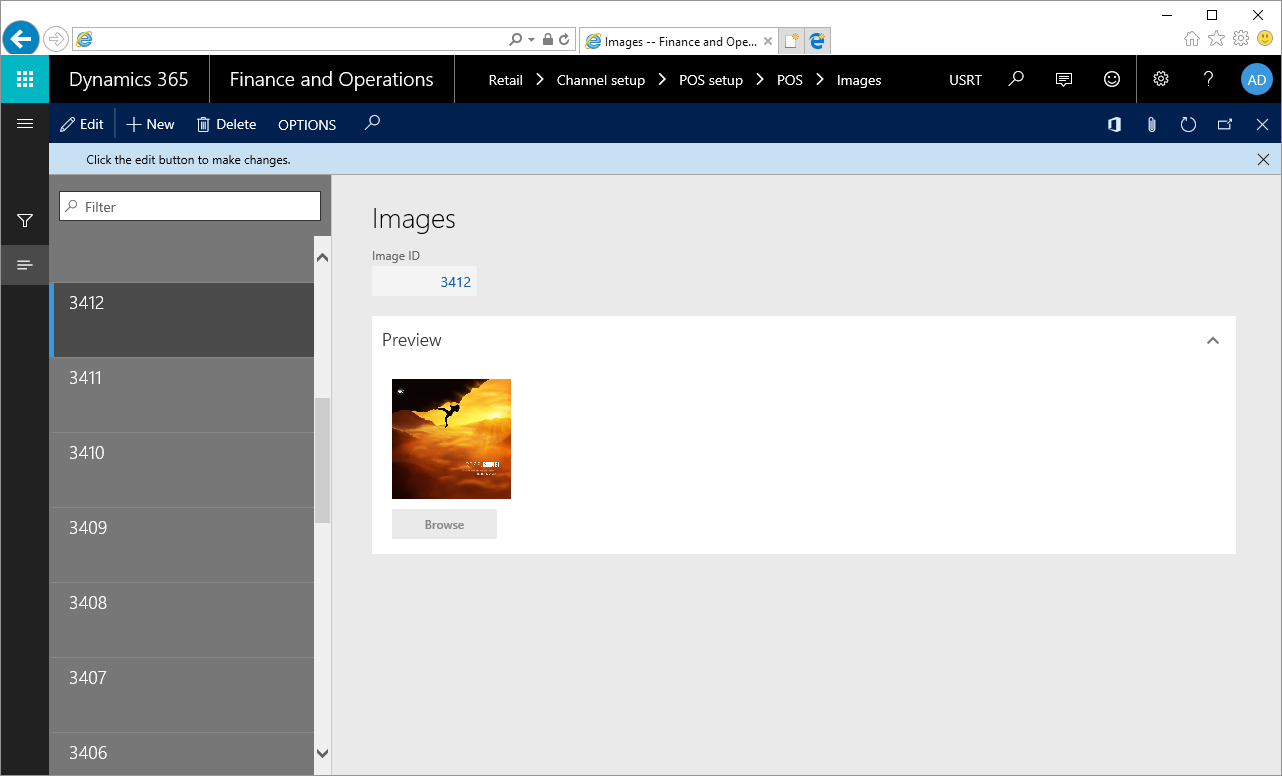 Images -- Finance and Ope...
Dynamics 365
Finance and Operations
Retail
Channel setup
POS setup
POS
Images
USRT
AD
Edit
New
Delete
OPTIONS
Click the edit button to make changes.
Filter
3412
3411
3410
3409
3408
3407
3406
Images
Image ID
3412
Preview
Browse